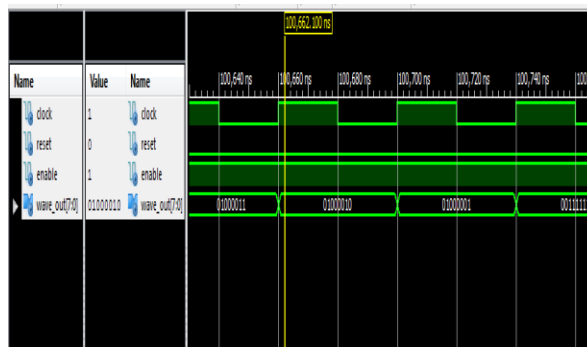 100,662.100 ns
Name Value Name
100,640 ns 100,660 ns 100,680 ns 100,700 ns 100,720 ns 100,740 ns
clock 1 clock
reset 0 reset
enable 1 enable
wave_out[7:0] 01000010 wave_out[7:0] 01000011 01000010 01000001